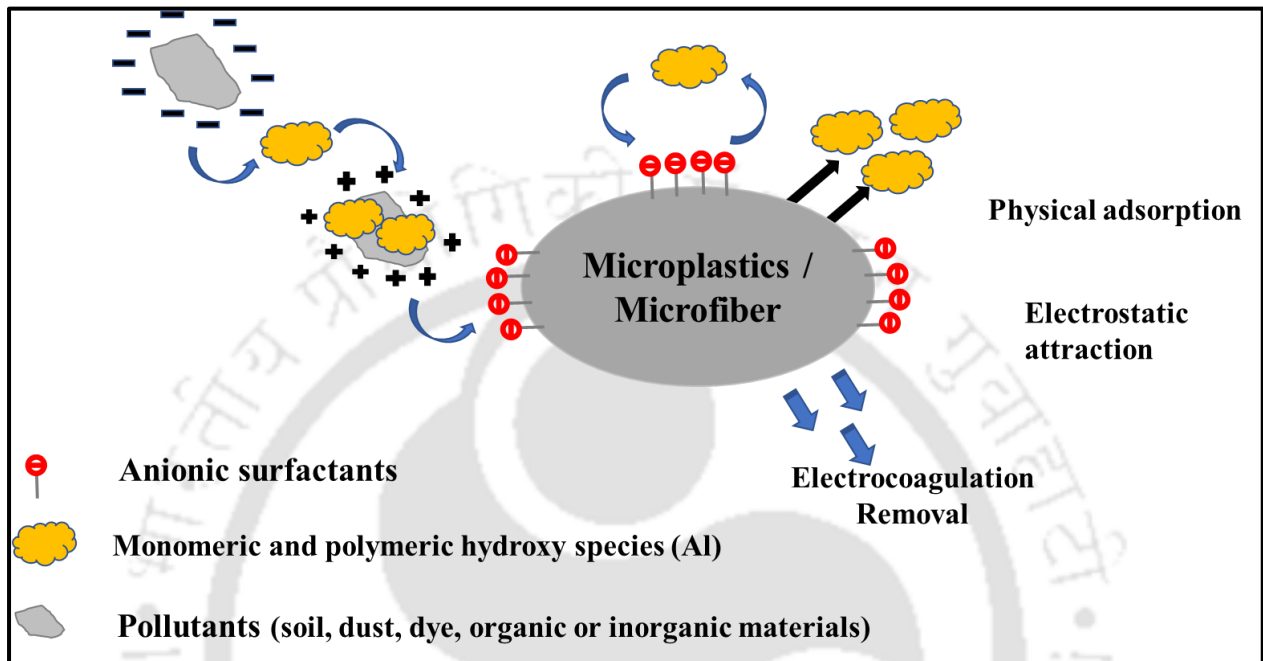 Physical adsorption
Microplastics /
Microfiber
Electrostatic
attraction
Electrocoagulation
Removal
Anionic surfactants
Monomeric and polymeric hydroxy species (Al)
Pollutants (soil, dust, dye, organic or inorganic materials)